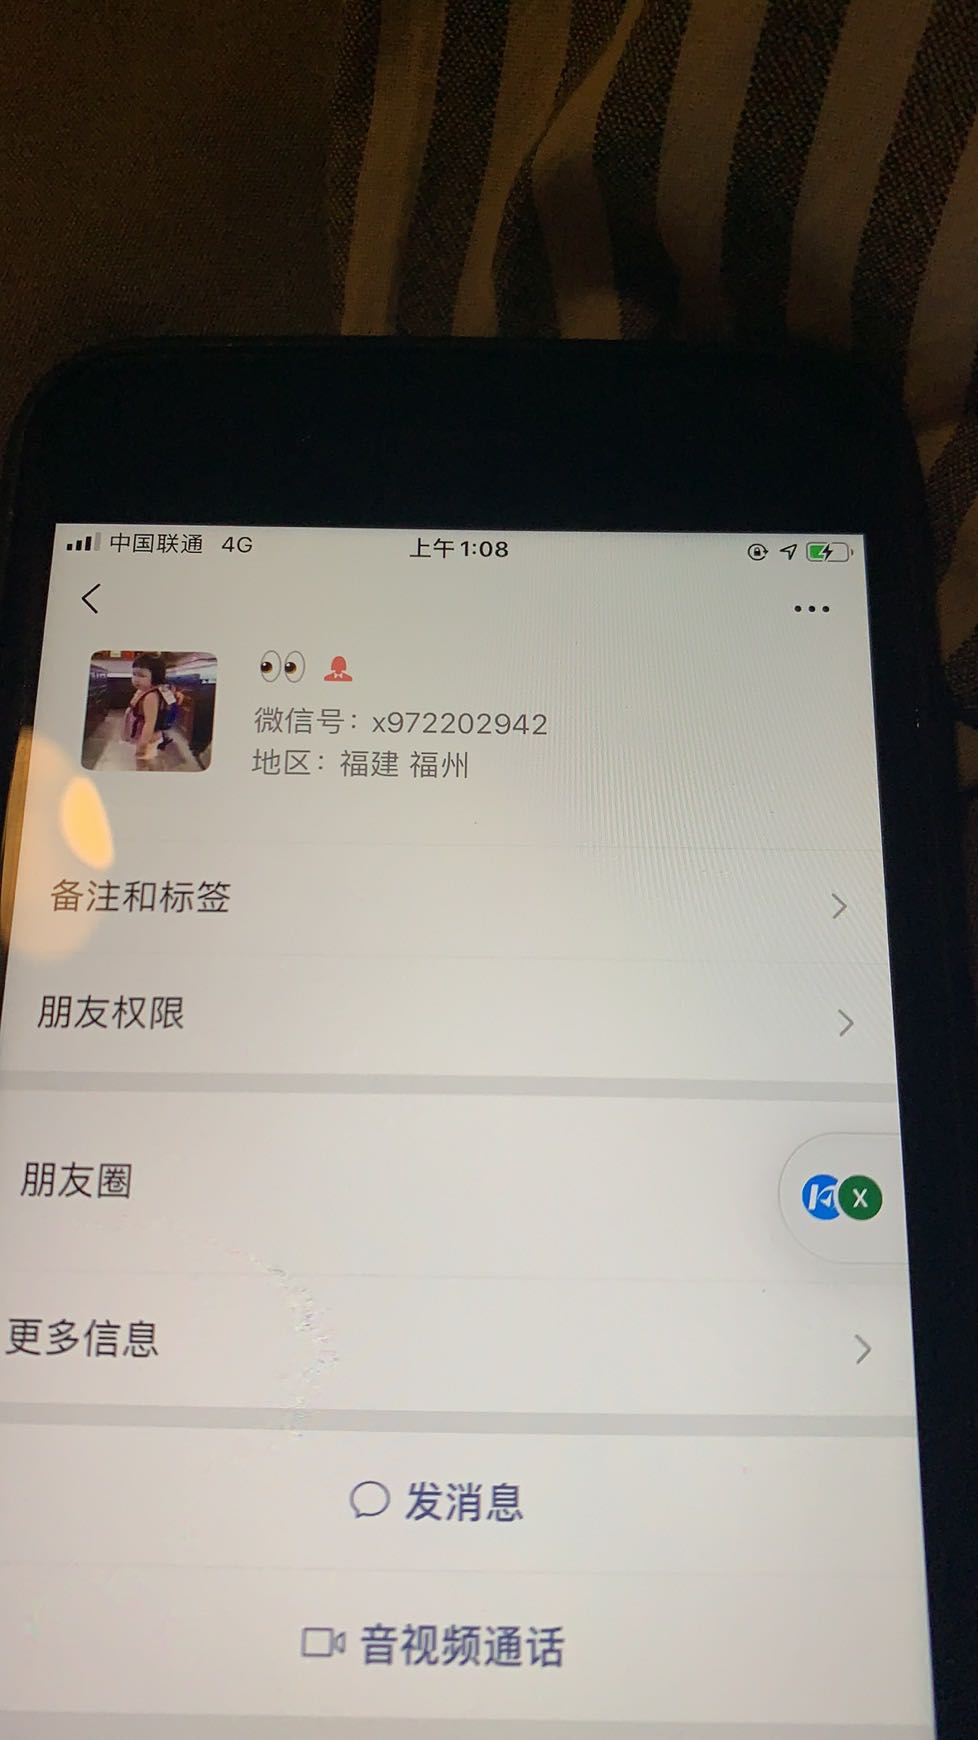 中国联通 4G 上午1:08
👀
微信号：x972202942
地区：福建 福州
备注和标签
朋友权限
朋友圈
X
更多信息
发消息
音视频通话